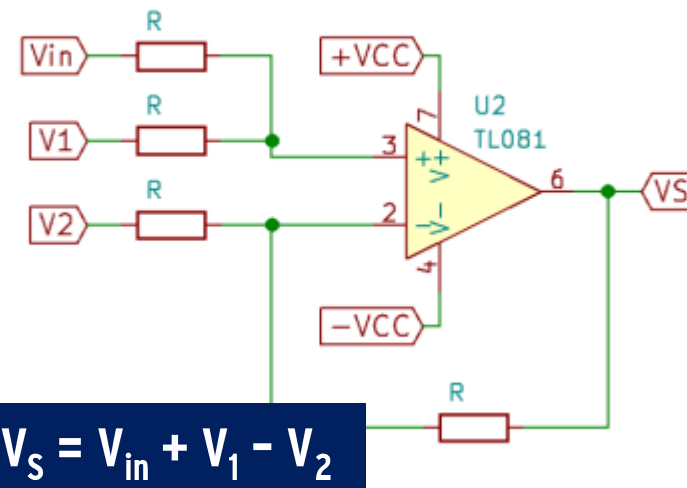 R
Vin
+VCC
R
7
U2
TL081
V1
3
+
V+
R
6
VS
V2
2
-
V-
4
-VCC
R
VS = Vin + V1 - V2